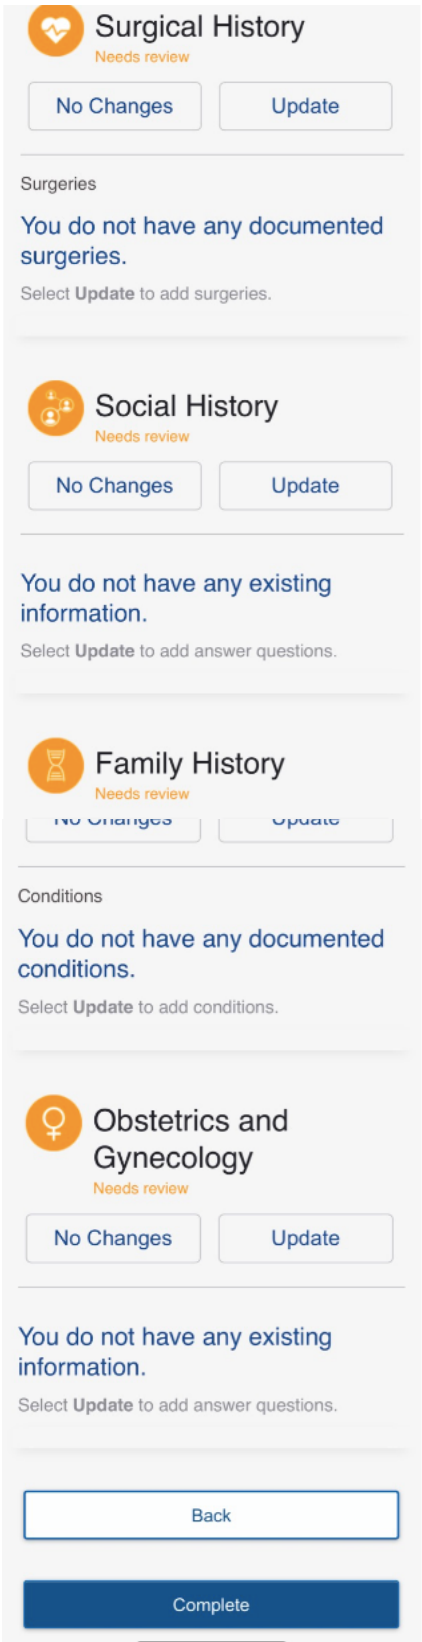 Surgical History
Needs review
No Changes
Update
Surgeries
You do not have any documented
surgeries.
Select Update to add surgeries.
Social History
Needs review
No Changes
Update
You do not have any existing
information.
Select Update to add answer questions.
Family History
Needs review
No Changes
Update
Conditions
You do not have any documented
conditions.
Select Update to add conditions.
Obstetrics and
Gynecology
Needs review
No Changes
Update
You do not have any existing
information.
Select Update to add answer questions.
Back
Complete